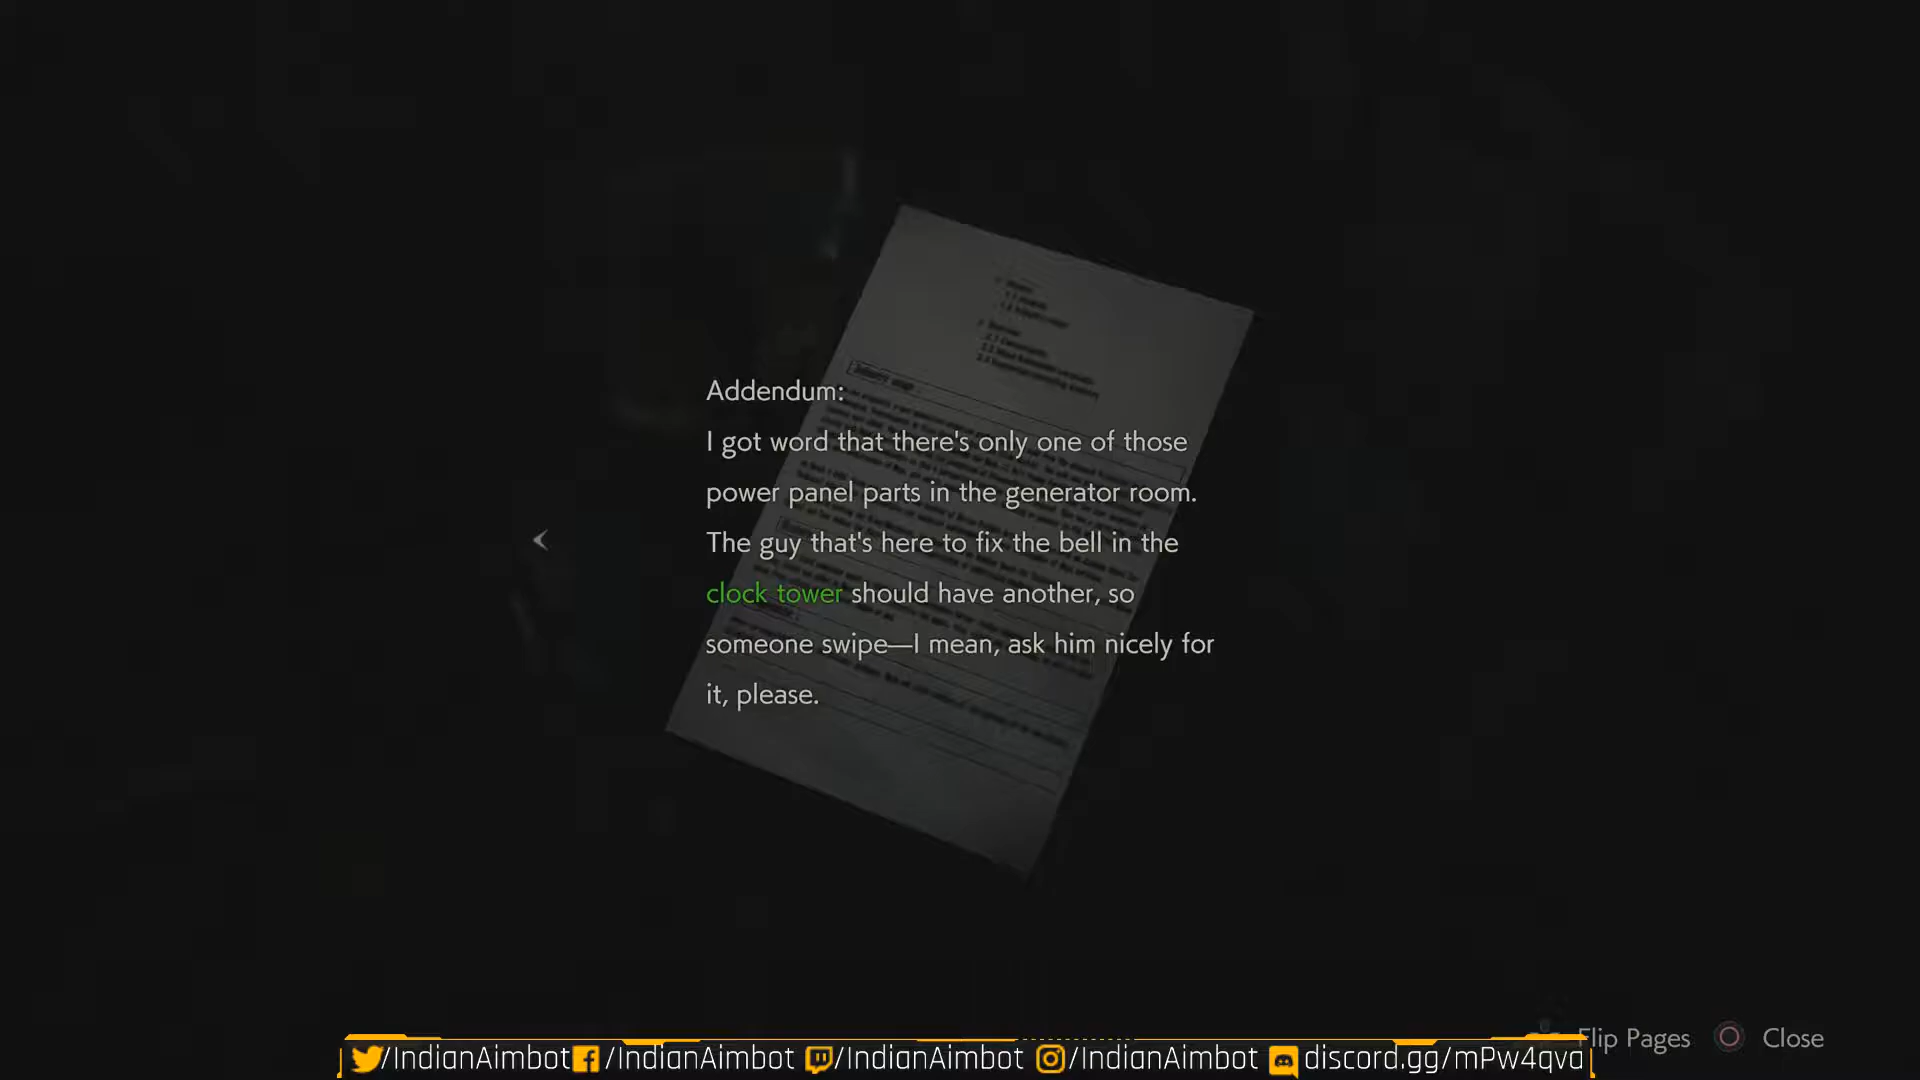 Addendum:
I got word that there's only one of those
power panel parts in the generator room.
The guy that's here to fix the bell in the
clock tower should have another, so
someone swipe—I mean, ask him nicely for
it, please.
Flip Pages Close
/IndianAimbot /IndianAimbot /IndianAimbot /IndianAimbot discord.gg/mPw4qva